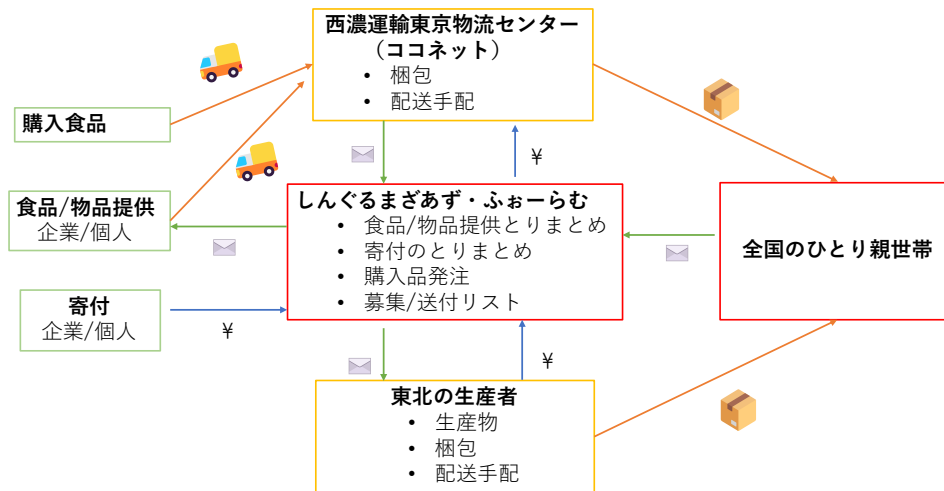 西濃運輸東京物流センター
（ココネット）
• 梱包
• 配送手配
購入食品
¥
食品/物品提供
企業/個人
しんぐるまざあず・ふぉーらむ
• 食品/物品提供とりまとめ
• 寄付のとりまとめ
• 購入品発注
• 募集/送付リスト
全国のひとり親世帯
寄付
企業/個人
¥
¥
東北の生産者
• 生産物
• 梱包
• 配送手配